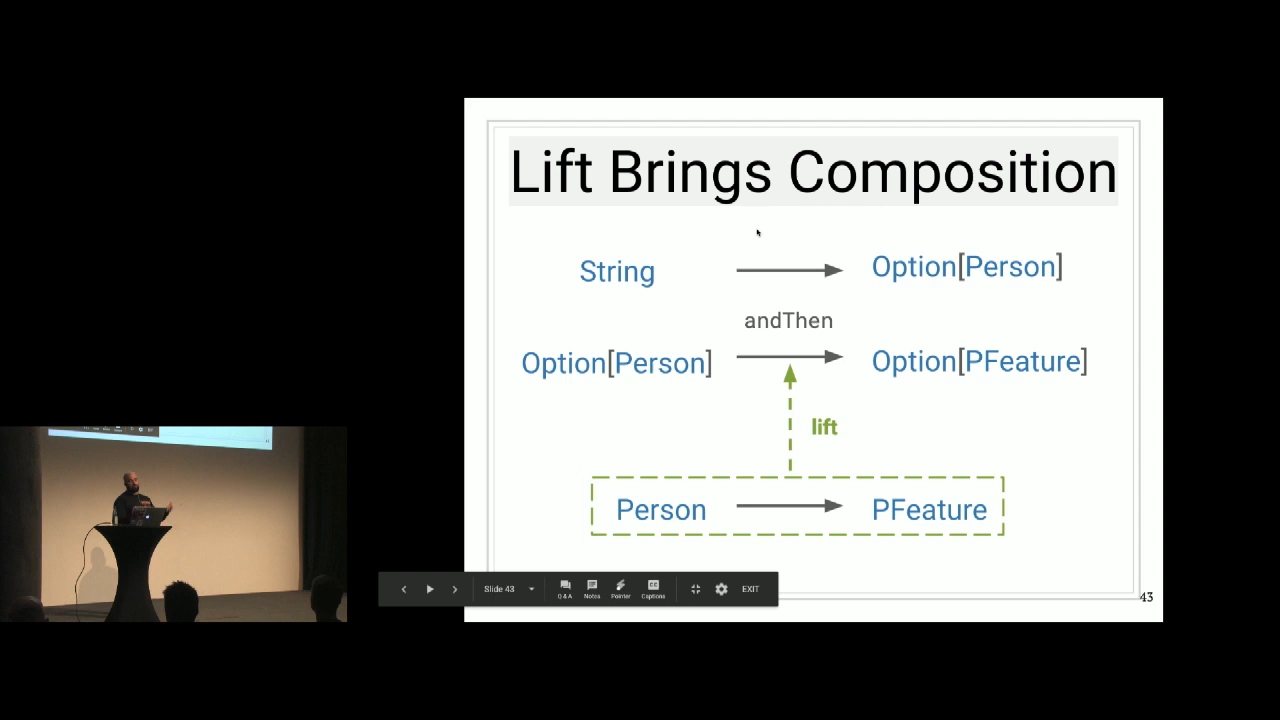 Lift Brings Composition
String
Option[Person]
andThen
Option[Person]
Option[PFeature]
lift
Person
PFeature
Slide 43
Q & A
Notes
Pointer
Captions
EXIT
43